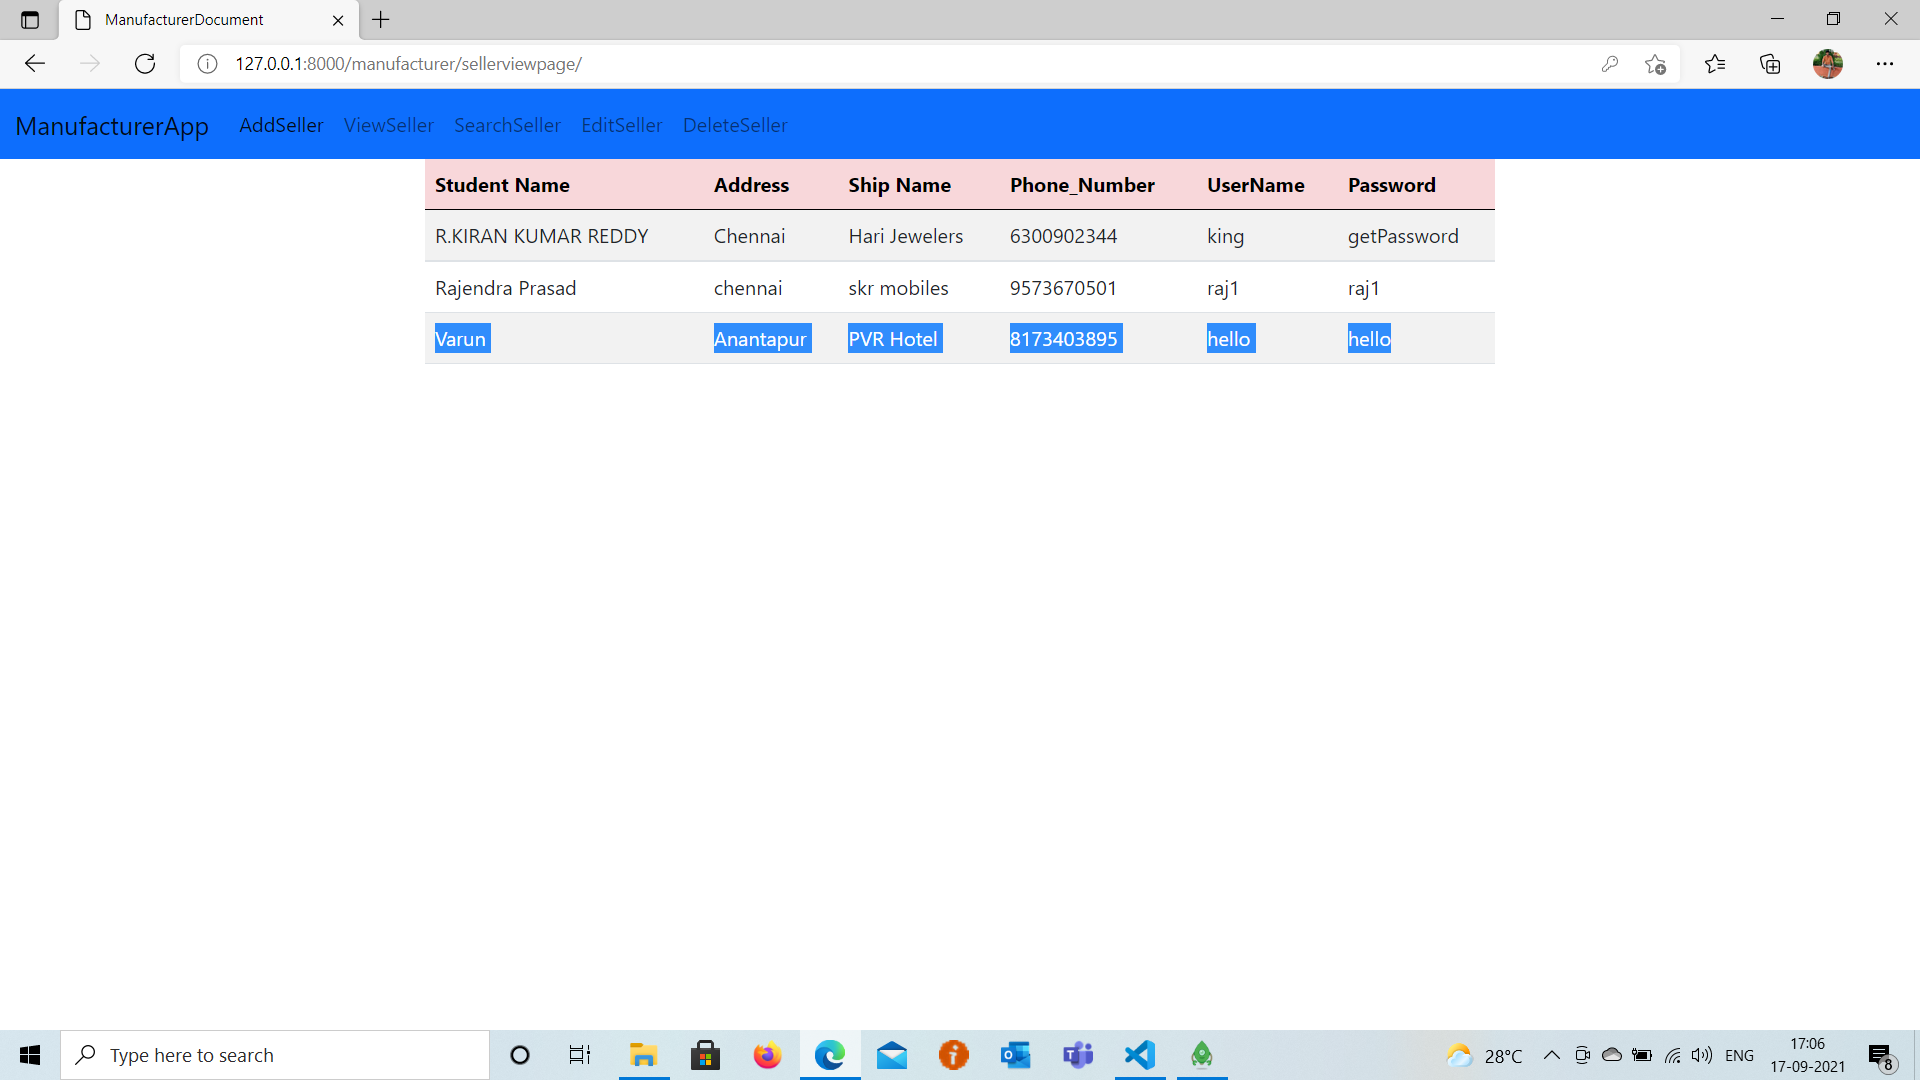 ManufacturerDocument
127.0.0.1:8000/manufacturer/sellerviewpage/
ManufacturerApp AddSeller ViewSeller SearchSeller EditSeller DeleteSeller
Student Name Address Ship Name Phone_Number UserName Password
R.KIRAN KUMAR REDDY Chennai Hari Jewelers 6300902344 king getPassword
Rajendra Prasad chennai skr mobiles 9573670501 raj1 raj1
Varun Anantapur PVR Hotel 8173403895 hello hello
Type here to search 28°C ENG 17:06
17-09-2021 8